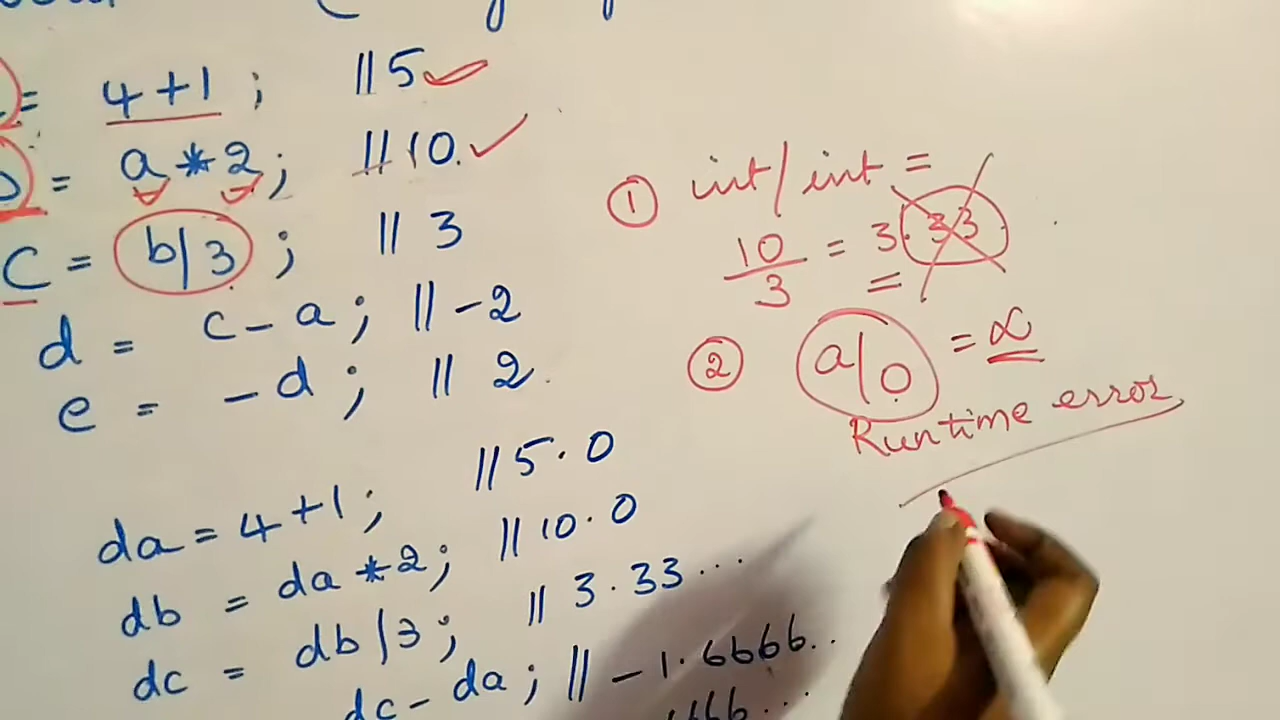 = 4+1; //5
= a*2; //10.
C = b/3; //3
d = c-a; //-2
e = -d; //2.
da = 4+1; //5.0
db = da*2; //10.0
dc = db/3; //3.33...
dc-da; //-1.6666..
① int/int =
10/3 = 3.33.
=
② a/0 = ∝
Runtime error